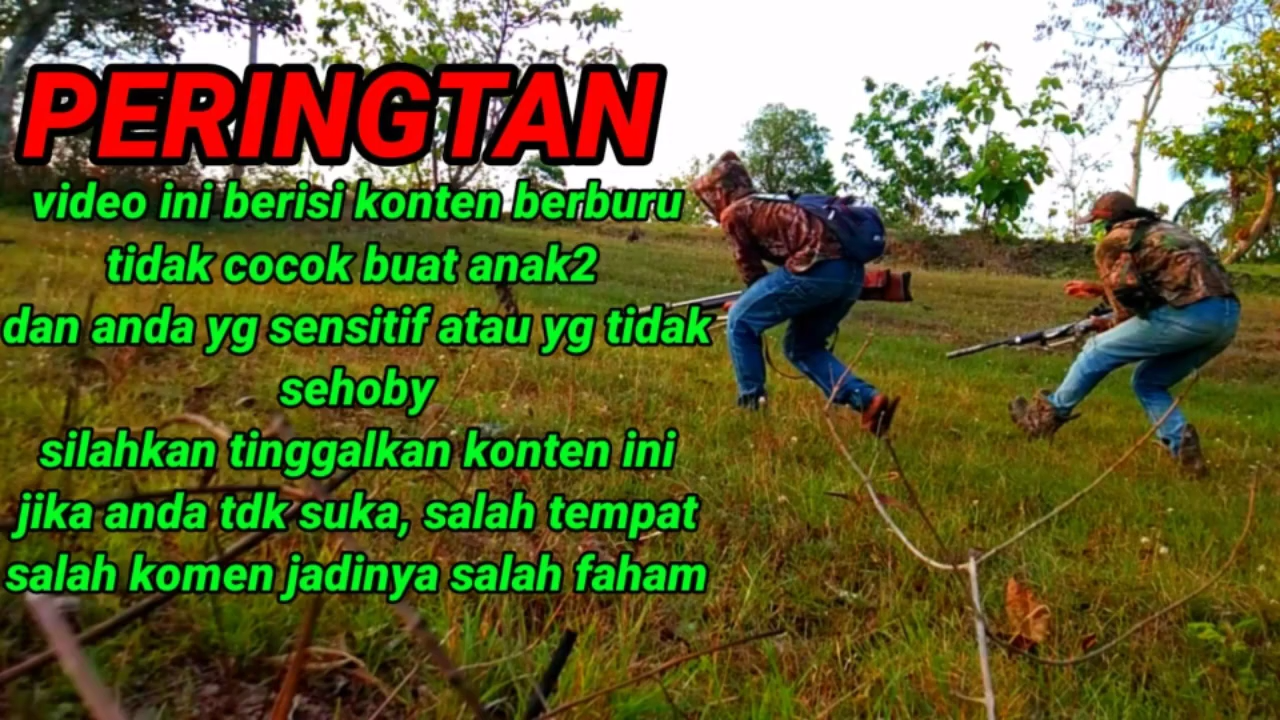 PERINGTAN
video ini berisi konten berburu
tidak cocok buat anak2
dan anda yg sensitif atau yg tidak
sehoby
silahkan tinggalkan konten ini
jika anda tdk suka, salah tempat
salah komen jadinya salah faham